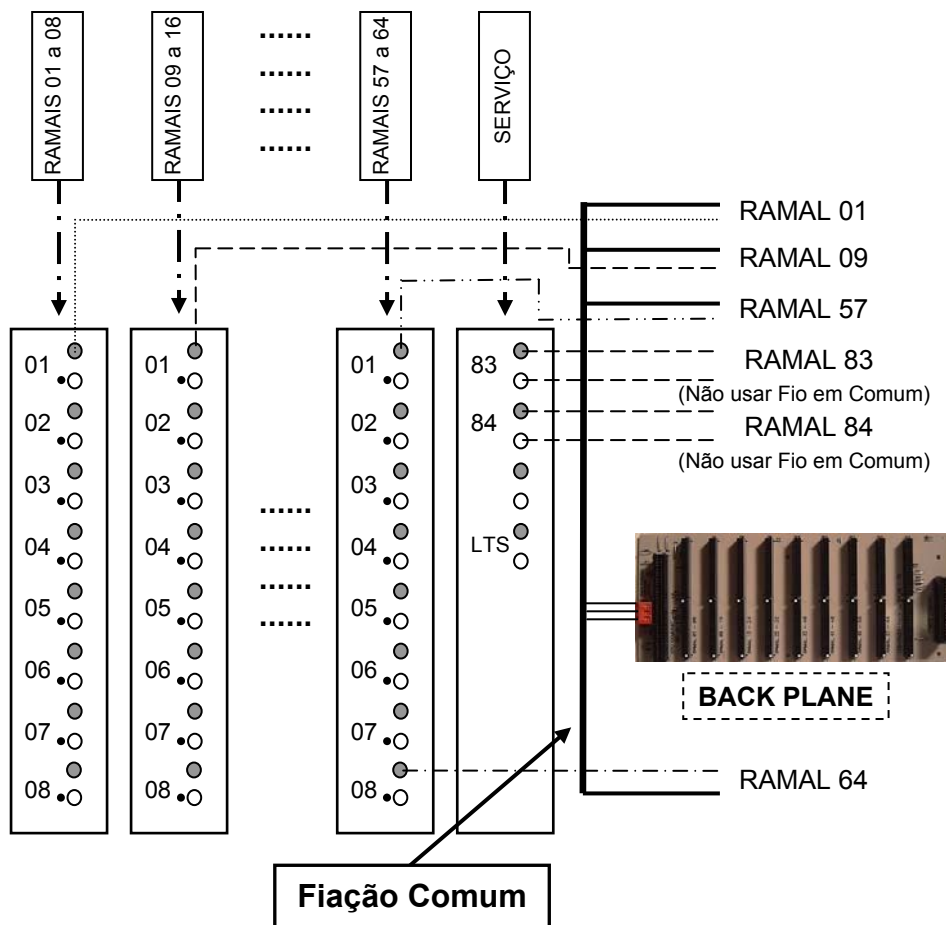 RAMAIS 01 a 08
RAMAIS 09 a 16
......
......
......
......
RAMAIS 57 a 64
SERVIÇO
RAMAL 01
RAMAL 09
RAMAL 57
RAMAL 83
(Não usar Fio em Comum)
RAMAL 84
(Não usar Fio em Comum)
01
02
03
04
05
06
07
08
01
02
03
04
05
06
07
08
......
......
......
......
01
02
03
04
05
06
07
08
83
84
LTS
BACK PLANE
RAMAL 64
Fiação Comum